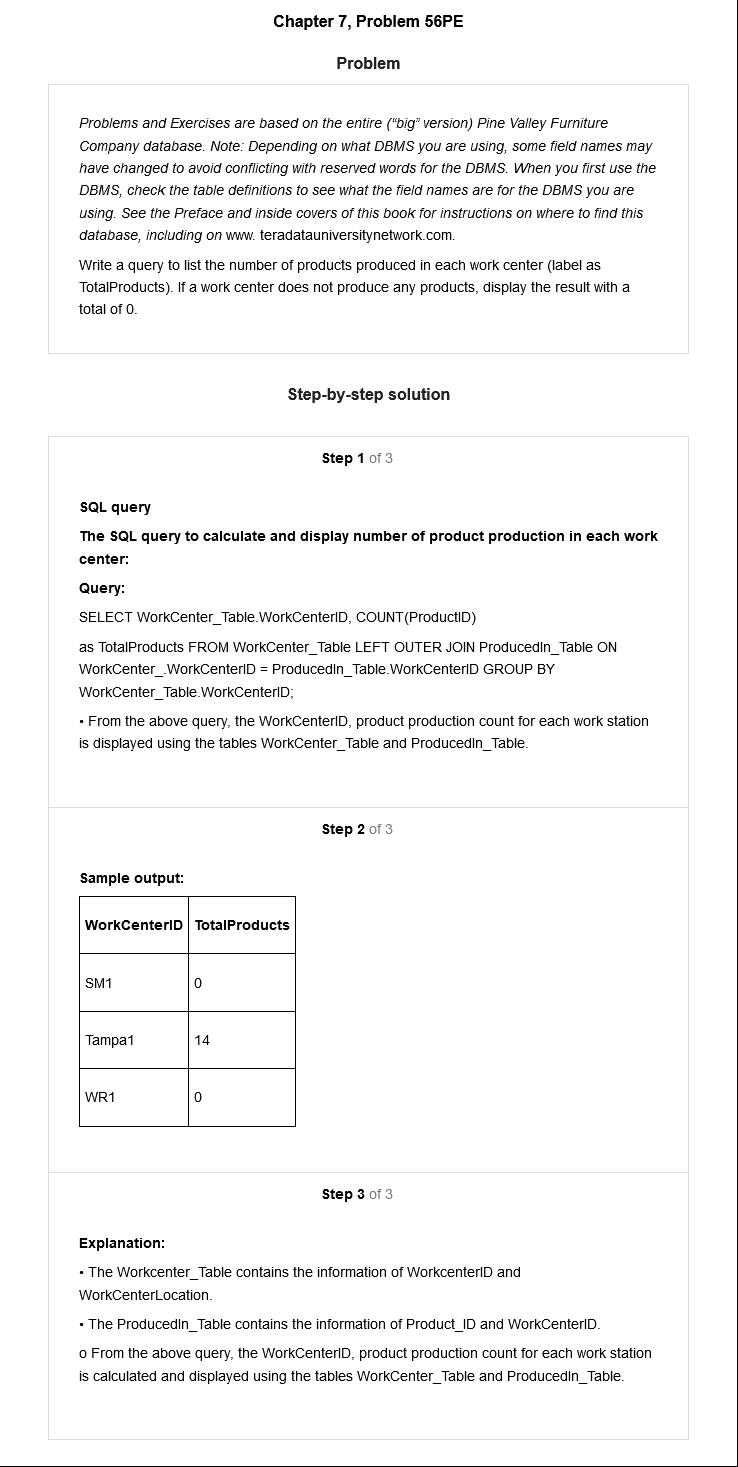 Chapter 7, Problem 56PE
Problem
Problems and Exercises are based on the entire (“big” version) Pine Valley Furniture
Company database. Note: Depending on what DBMS you are using, some field names may
have changed to avoid conflicting with reserved words for the DBMS. When you first use the
DBMS, check the table definitions to see what the field names are for the DBMS you are
using. See the Preface and inside covers of this book for instructions on where to find this
database, including on www. teradatauniversitynetwork.com.
Write a query to list the number of products produced in each work center (label as
TotalProducts). If a work center does not produce any products, display the result with a
total of 0.
Step-by-step solution
Step 1 of 3
SQL query
The SQL query to calculate and display number of product production in each work
center:
Query:
SELECT WorkCenter_Table.WorkCenterID, COUNT(ProductID)
as TotalProducts FROM WorkCenter_Table LEFT OUTER JOIN ProducedIn_Table ON
WorkCenter_.WorkCenterID = ProducedIn_Table.WorkCenterID GROUP BY
WorkCenter_Table.WorkCenterID;
• From the above query, the WorkCenterID, product production count for each work station
is displayed using the tables WorkCenter_Table and ProducedIn_Table.
Step 2 of 3
Sample output:
WorkCenterID TotalProducts
SM1 0
Tampa1 14
WR1 0
Step 3 of 3
Explanation:
• The Workcenter_Table contains the information of WorkcenterID and
WorkCenterLocation.
• The ProducedIn_Table contains the information of Product_ID and WorkCenterID.
o From the above query, the WorkCenterID, product production count for each work station
is calculated and displayed using the tables WorkCenter_Table and ProducedIn_Table.